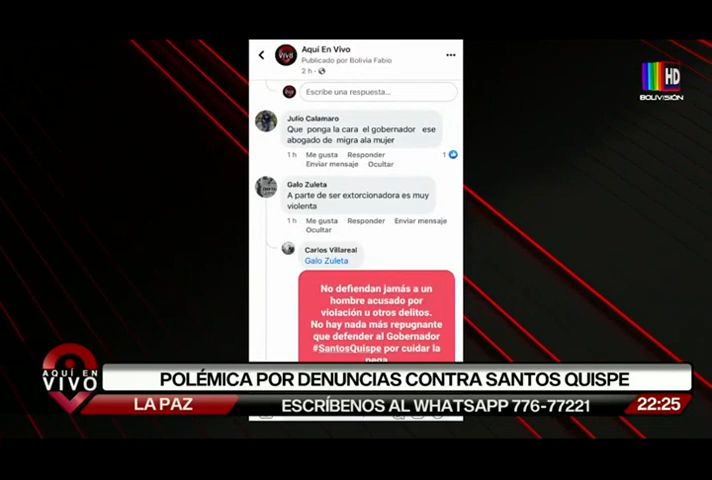 Aquí En Vivo
Publicado por Bolivia Fabio
2 h
Escribe una respuesta...
Julio Calamaro
Que ponga la cara el gobernador ese
abogado de migra ala mujer
1 h Me gusta Responder 1
Enviar mensaje Ocultar
Galo Zuleta
A parte de ser extorcionadora es muy
violenta
1 h Me gusta Responder Enviar mensaje
Ocultar
Carlos Villareal
Galo Zuleta
No defiendan jamás a un
hombre acusado por
violación u otros delitos.
No hay nada más repugnante
que defender al Gobernador
#SantosQuispe por cuidar la
pega
HD
BOLIVISIÓN
AQUÍ EN
VIVO
POLÉMICA POR DENUNCIAS CONTRA SANTOS QUISPE
LA PAZ
ESCRÍBENOS AL WHATSAPP 776-77221
22:25